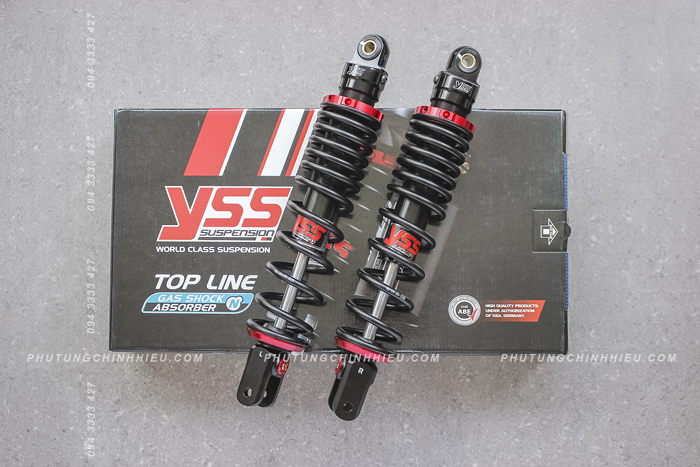 YSS
YSS
YSS
SUSPENSION
WORLD CLASS SUSPENSION
TOP LINE
GAS SHOCK
ABSORBER
N
YSS
YSS
ABE
HIGH QUALITY PRODUCTS
UNDER AUTHORIZATION
OF KBA, GERMANY.
L
R
PHUTUNGCHINHHIEU.COM
PHUTUNGCHINHHIEU.COM
PHUTUNGCHINHHIEU.COM
094 3333 427
094 3333 427
094 3333 427
094 3333 427